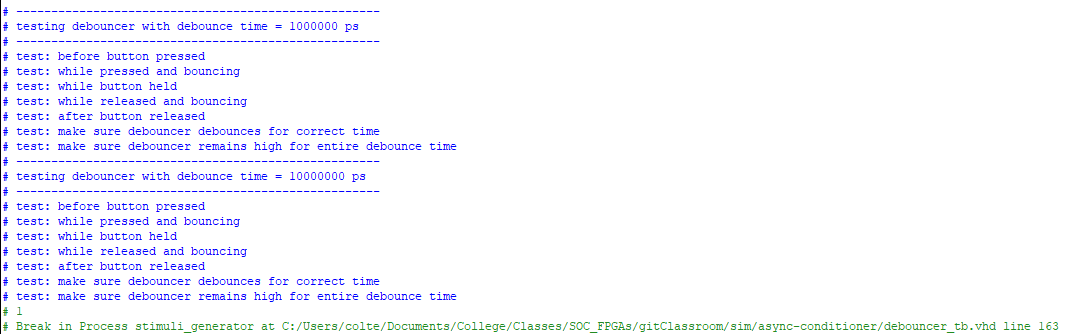 # ----------------------------------------------------
# testing debouncer with debounce time = 1000000 ps
# ----------------------------------------------------
# test: before button pressed
# test: while pressed and bouncing
# test: while button held
# test: while released and bouncing
# test: after button released
# test: make sure debouncer debounces for correct time
# test: make sure debouncer remains high for entire debounce time
# ----------------------------------------------------
# testing debouncer with debounce time = 10000000 ps
# ----------------------------------------------------
# test: before button pressed
# test: while pressed and bouncing
# test: while button held
# test: while released and bouncing
# test: after button released
# test: make sure debouncer debounces for correct time
# test: make sure debouncer remains high for entire debounce time
# 1
# Break in Process stimuli_generator at C:/Users/colte/Documents/College/Classes/SOC_FPGAs/gitClassroom/sim/async-conditioner/debouncer_tb.vhd line 163